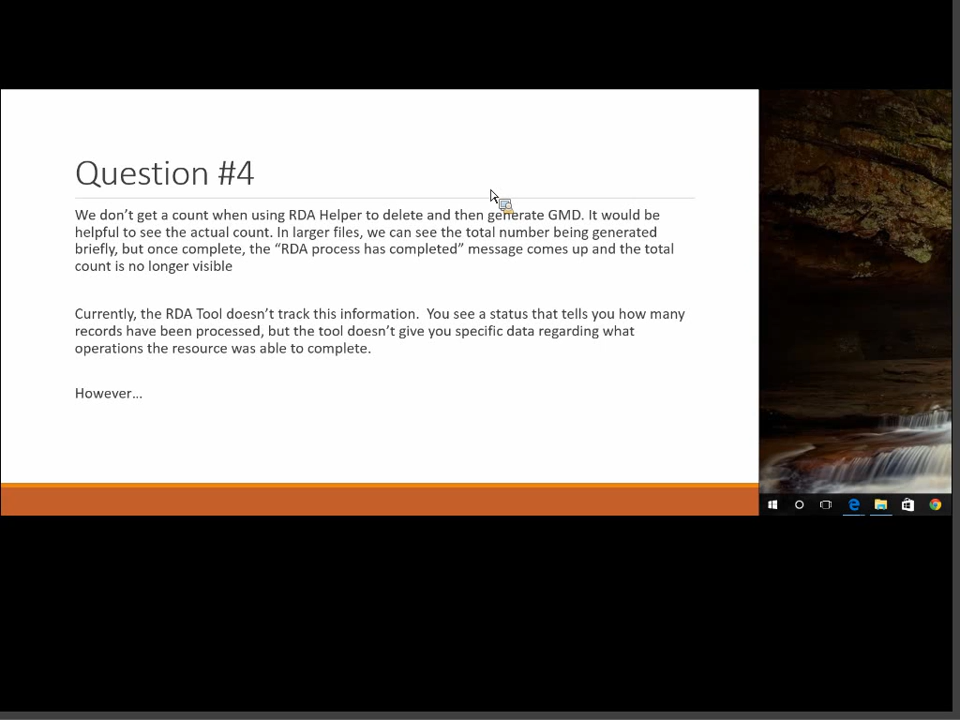 Question #4
We don't get a count when using RDA Helper to delete and then generate GMD. It would be
helpful to see the actual count. In larger files, we can see the total number being generated
briefly, but once complete, the “RDA process has completed” message comes up and the total
count is no longer visible
Currently, the RDA Tool doesn't track this information.  You see a status that tells you how many
records have been processed, but the tool doesn't give you specific data regarding what
operations the resource was able to complete.
However…